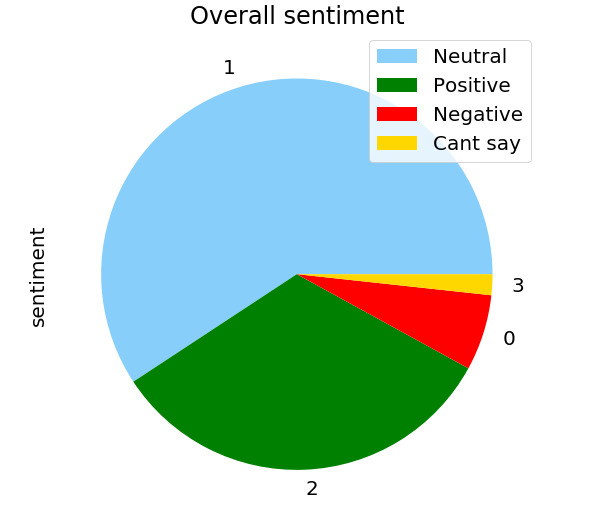 Overall sentiment
1
Neutral
Positive
Negative
Cant say
sentiment
3
0
2